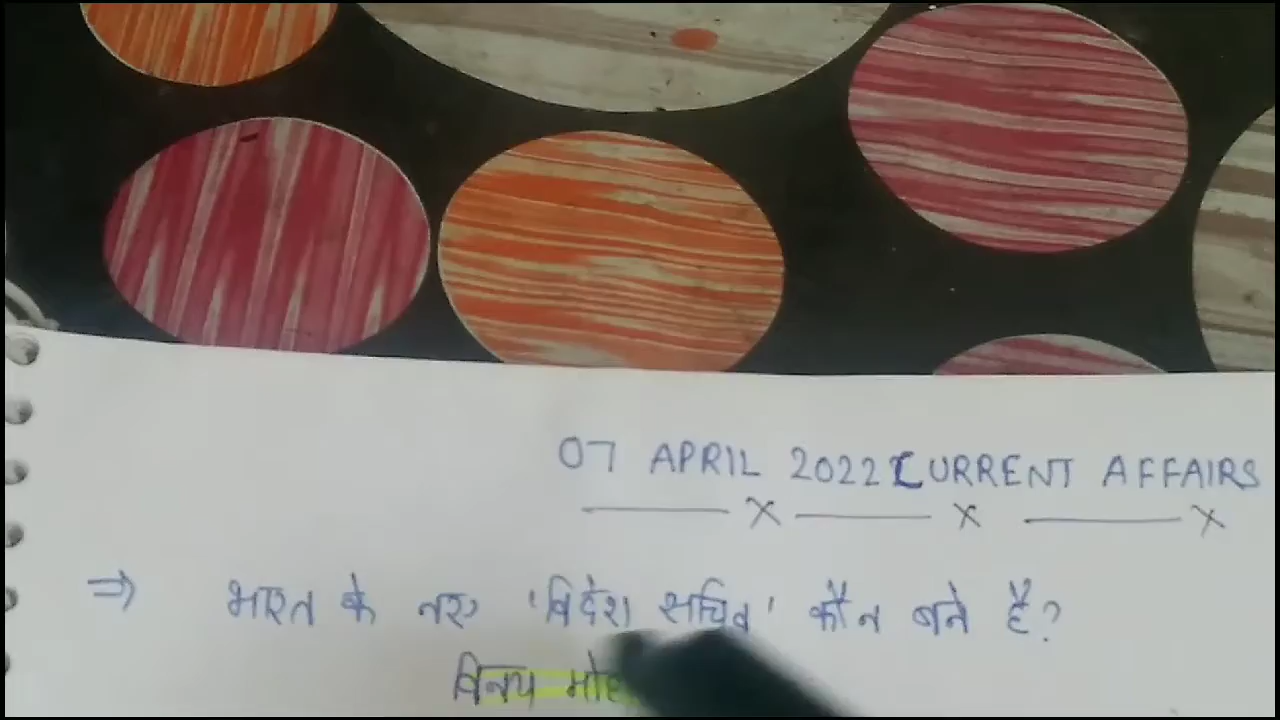 07 APRIL 2022 CURRENT AFFAIRS
⇒ भारत के नए 'विदेश सचिव' कौन बने है?
विनय